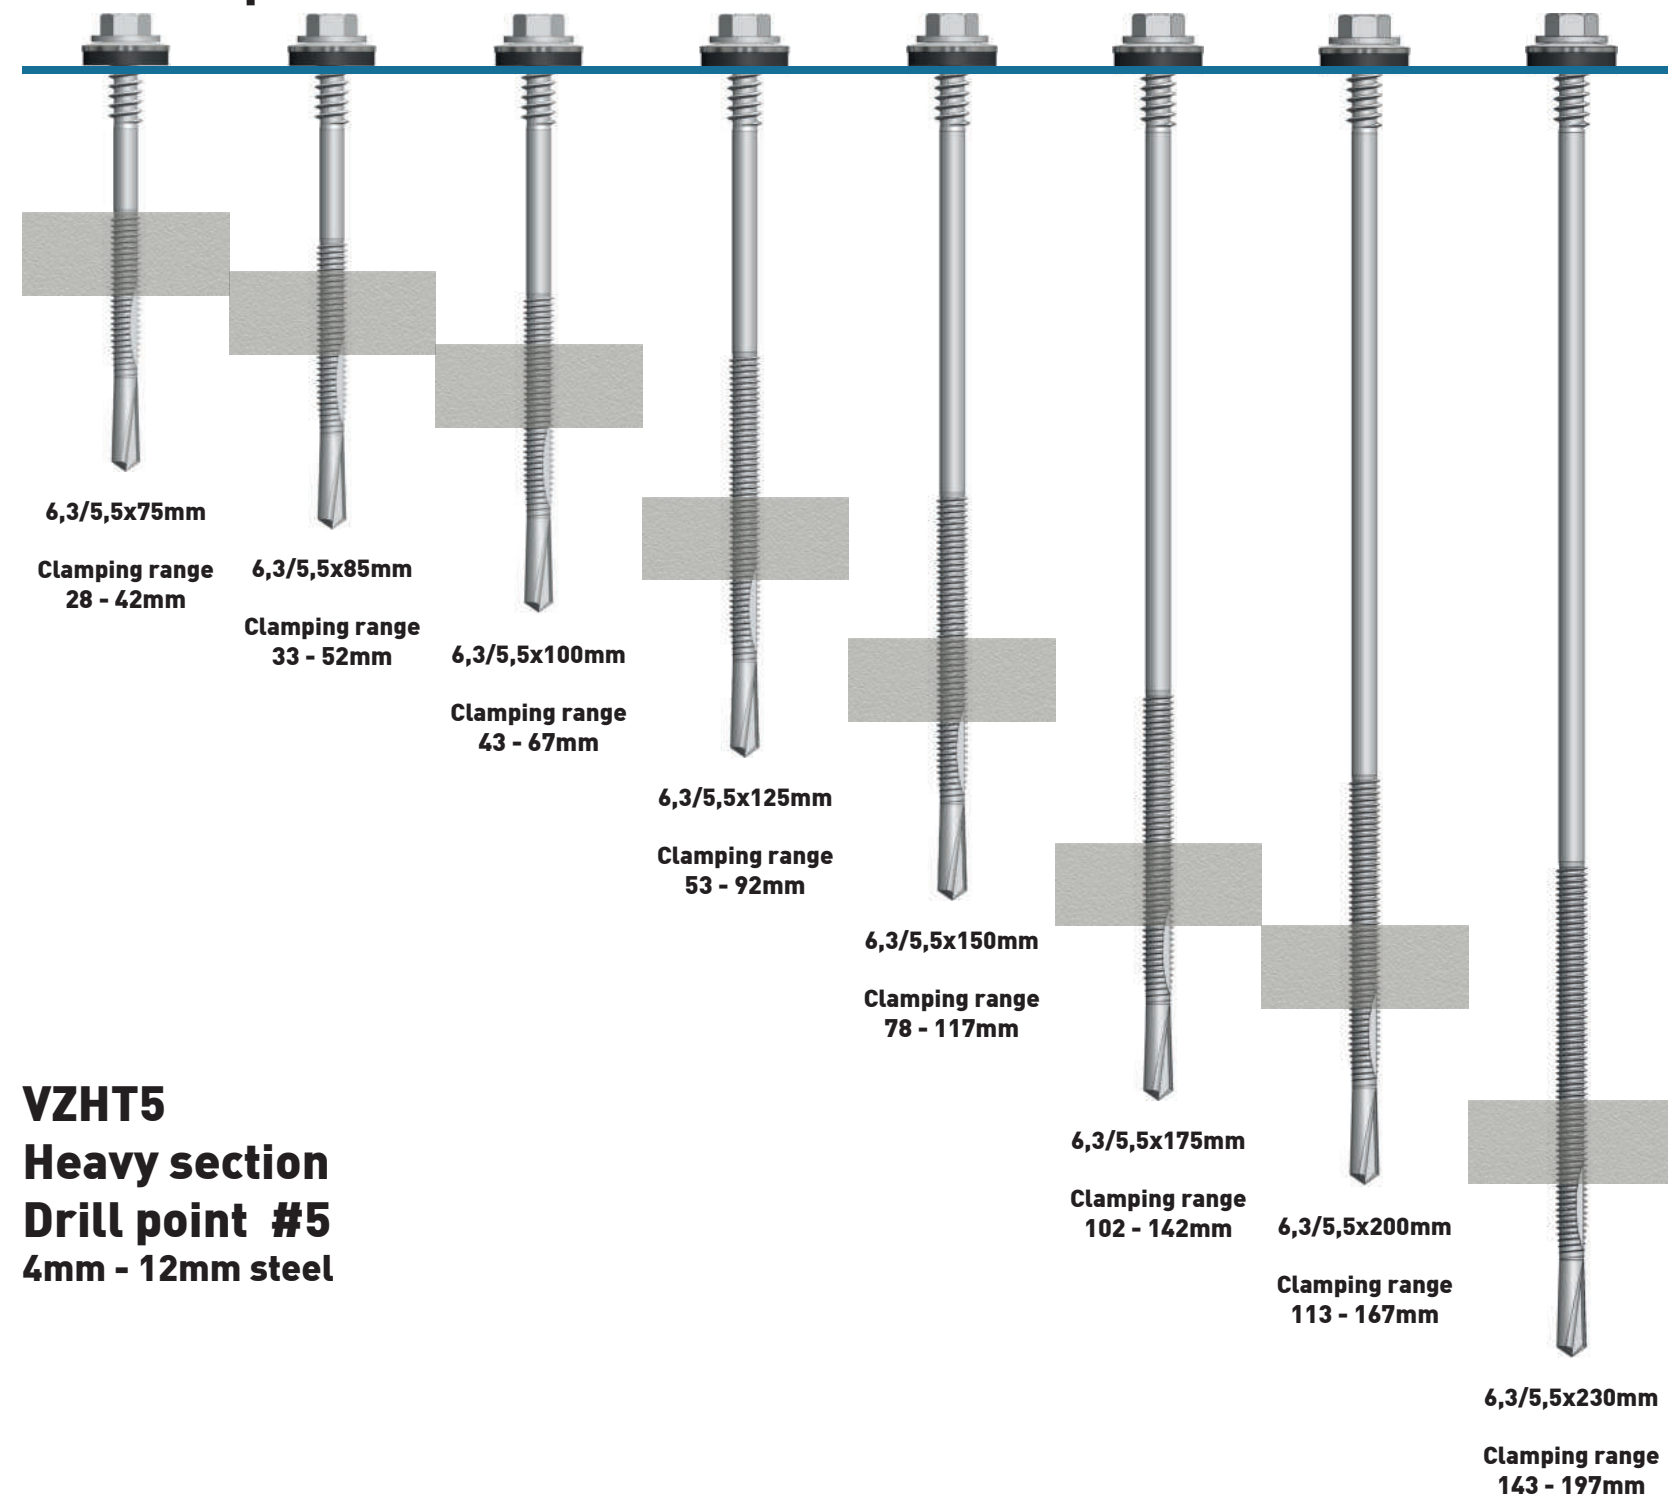 6,3/5,5x75mm
Clamping range
28 - 42mm
6,3/5,5x85mm
Clamping range
33 - 52mm
6,3/5,5x100mm
Clamping range
43 - 67mm
6,3/5,5x125mm
Clamping range
53 - 92mm
6,3/5,5x150mm
Clamping range
78 - 117mm
6,3/5,5x175mm
Clamping range
102 - 142mm
6,3/5,5x200mm
Clamping range
113 - 167mm
6,3/5,5x230mm
Clamping range
143 - 197mm
VZHT5
Heavy section
Drill point #5
4mm - 12mm steel